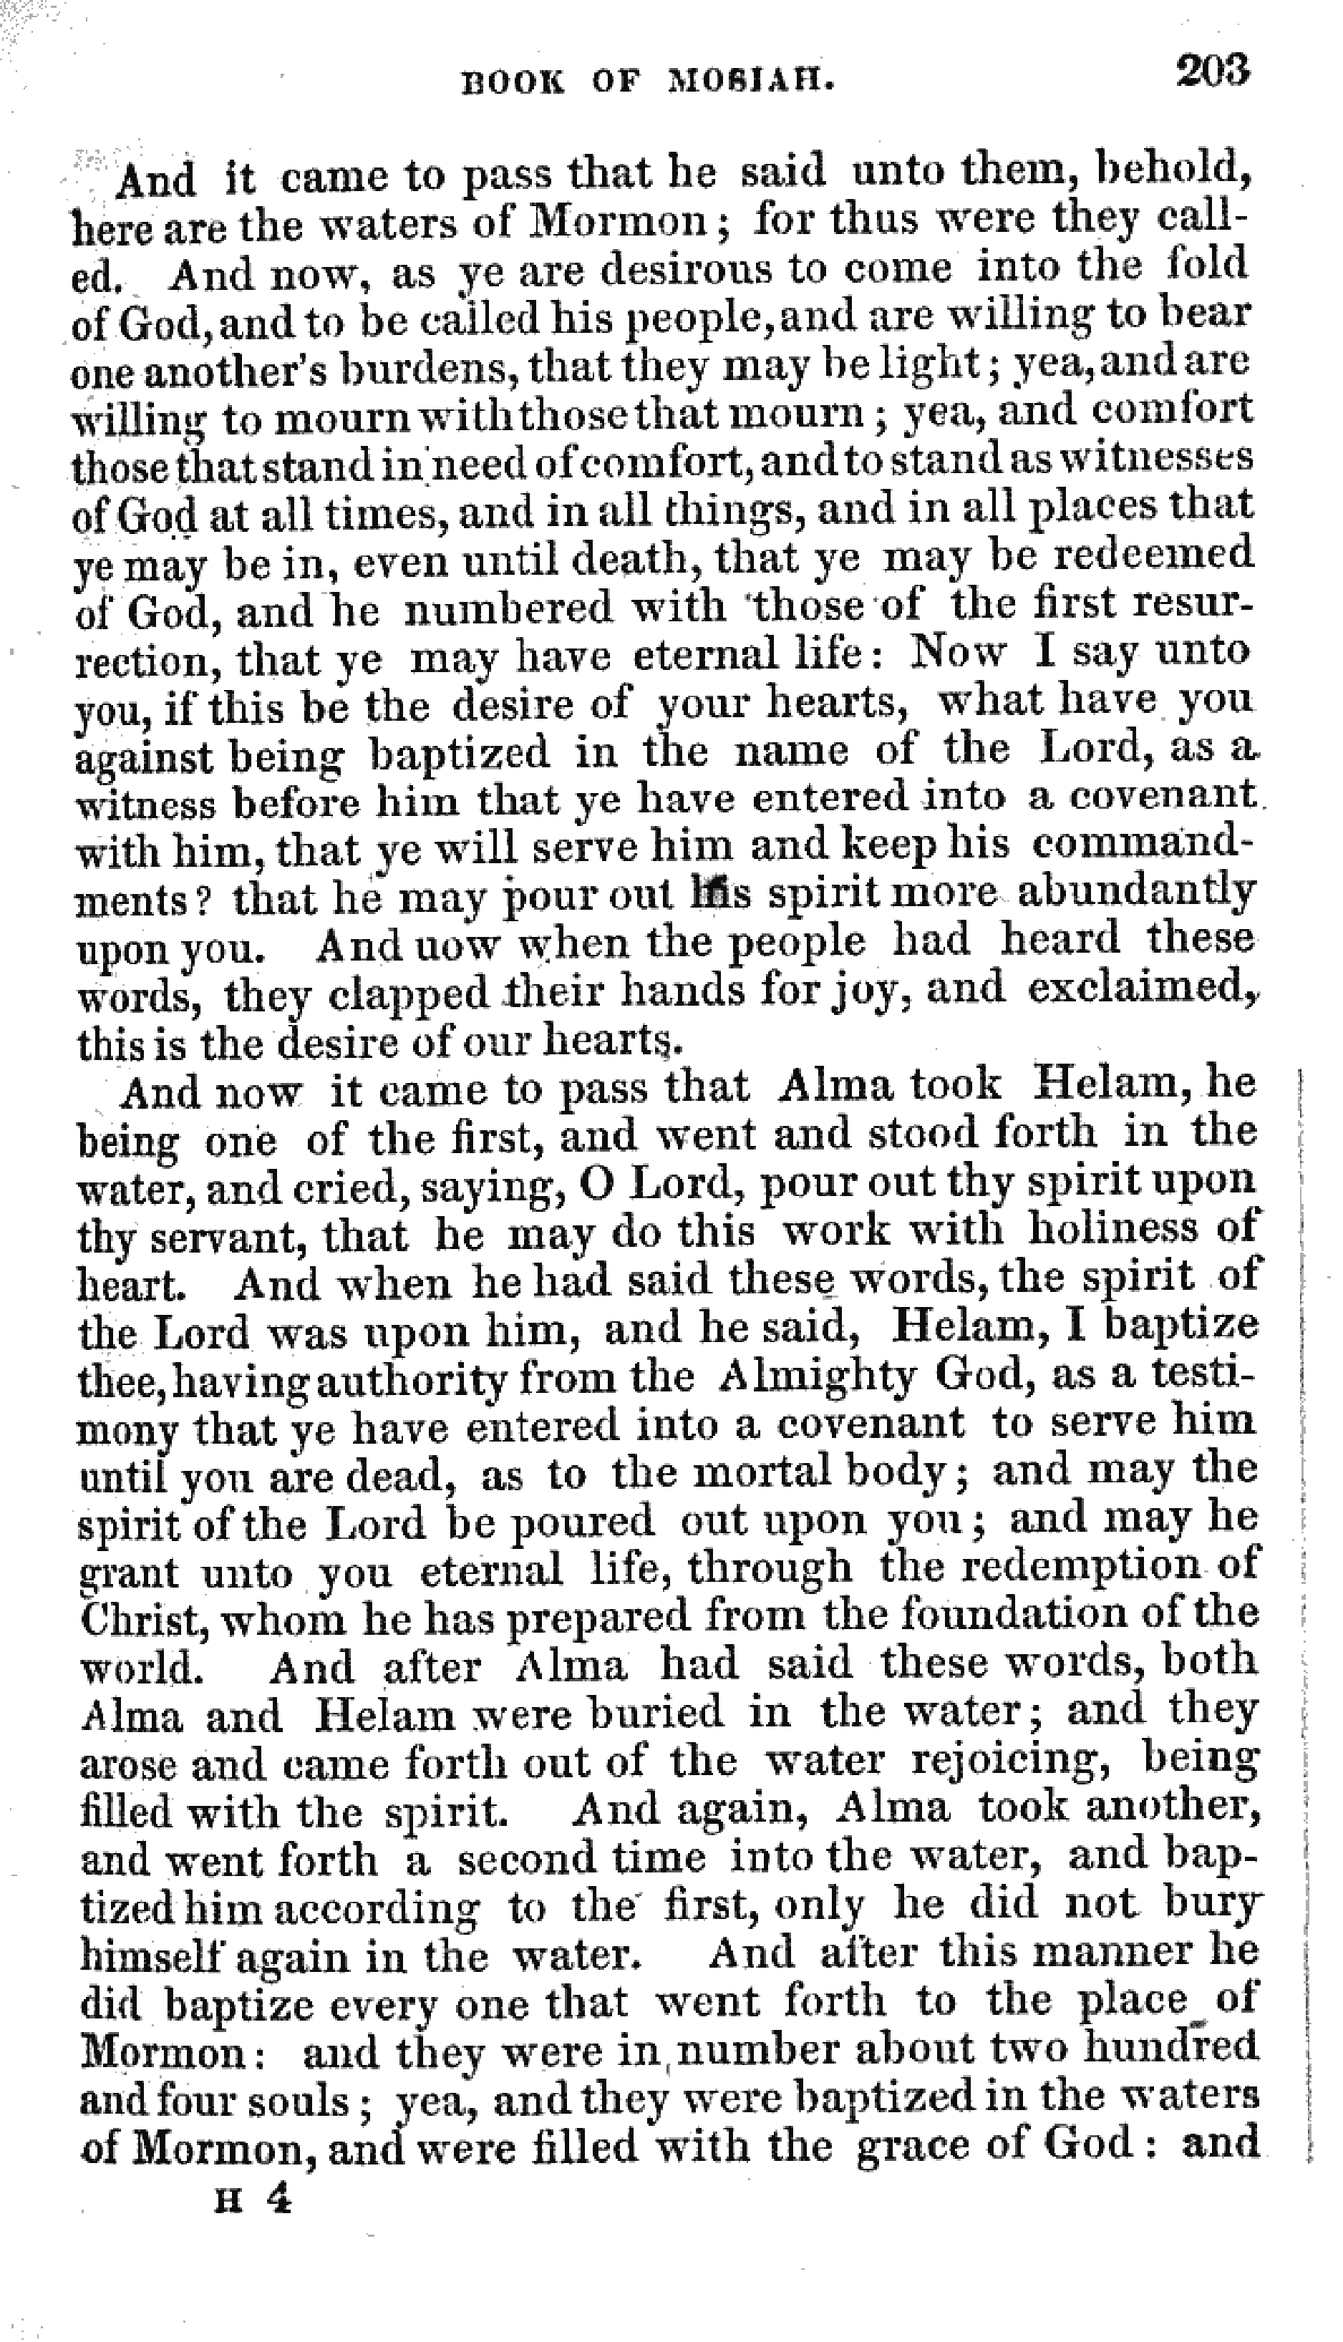 BOOK OF MOSIAH. 203
And it came to pass that he said unto them, behold,
here are the waters of Mormon; for thus were they call-
ed. And now, as ye are desirous to come into the fold
of God, and to be called his people, and are willing to bear
one another's burdens, that they may be light; yea, and are
willing to mourn with those that mourn; yea, and comfort
those that stand in need of comfort, and to stand as witnesses
of God at all times, and in all things, and in all places that
ye may be in, even until death, that ye may be redeemed
of God, and he numbered with those of the first resur-
rection, that ye may have eternal life: Now I say unto
you, if this be the desire of your hearts, what have you
against being baptized in the name of the Lord, as a
witness before him that ye have entered into a covenant
with him, that ye will serve him and keep his command-
ments? that he may pour out his spirit more abundantly
upon you. And uow when the people had heard these
words, they clapped their hands for joy, and exclaimed,
this is the desire of our hearts.
And now it came to pass that Alma took Helam, he
being one of the first, and went and stood forth in the
water, and cried, saying, O Lord, pour out thy spirit upon
thy servant, that he may do this work with holiness of
heart. And when he had said these words, the spirit of
the Lord was upon him, and he said, Helam, I baptize
thee, having authority from the Almighty God, as a testi-
mony that ye have entered into a covenant to serve him
until you are dead, as to the mortal body; and may the
spirit of the Lord be poured out upon you; and may he
grant unto you eternal life, through the redemption of
Christ, whom he has prepared from the foundation of the
world. And after Alma had said these words, both
Alma and Helam were buried in the water; and they
arose and came forth out of the water rejoicing, being
filled with the spirit. And again, Alma took another,
and went forth a second time into the water, and bap-
tized him according to the first, only he did not bury
himself again in the water. And after this manner he
did baptize every one that went forth to the place of
Mormon: and they were in number about two hundred
and four souls; yea, and they were baptized in the waters
of Mormon, and were filled with the grace of God: and
H 4